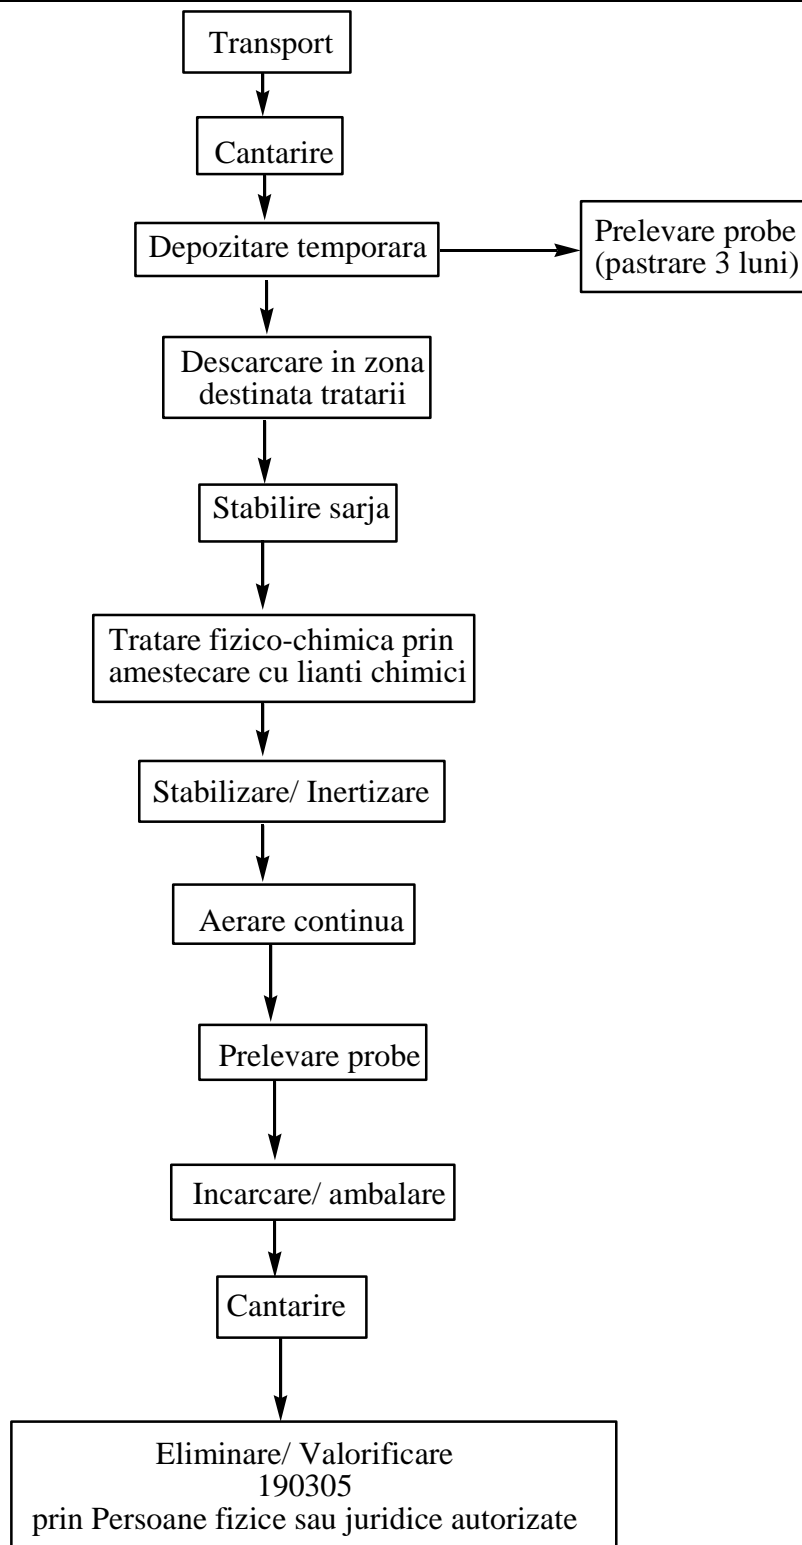 Transport
Cantarire
Depozitare temporara
Prelevare probe
(pastrare 3 luni)
Descarcare in zona
destinata tratarii
Stabilire sarja
Tratare fizico-chimica prin
amestecare cu lianti chimici
Stabilizare/ Inertizare
Aerare continua
Prelevare probe
Incarcare/ ambalare
Cantarire
Eliminare/ Valorificare
190305
prin Persoane fizice sau juridice autorizate